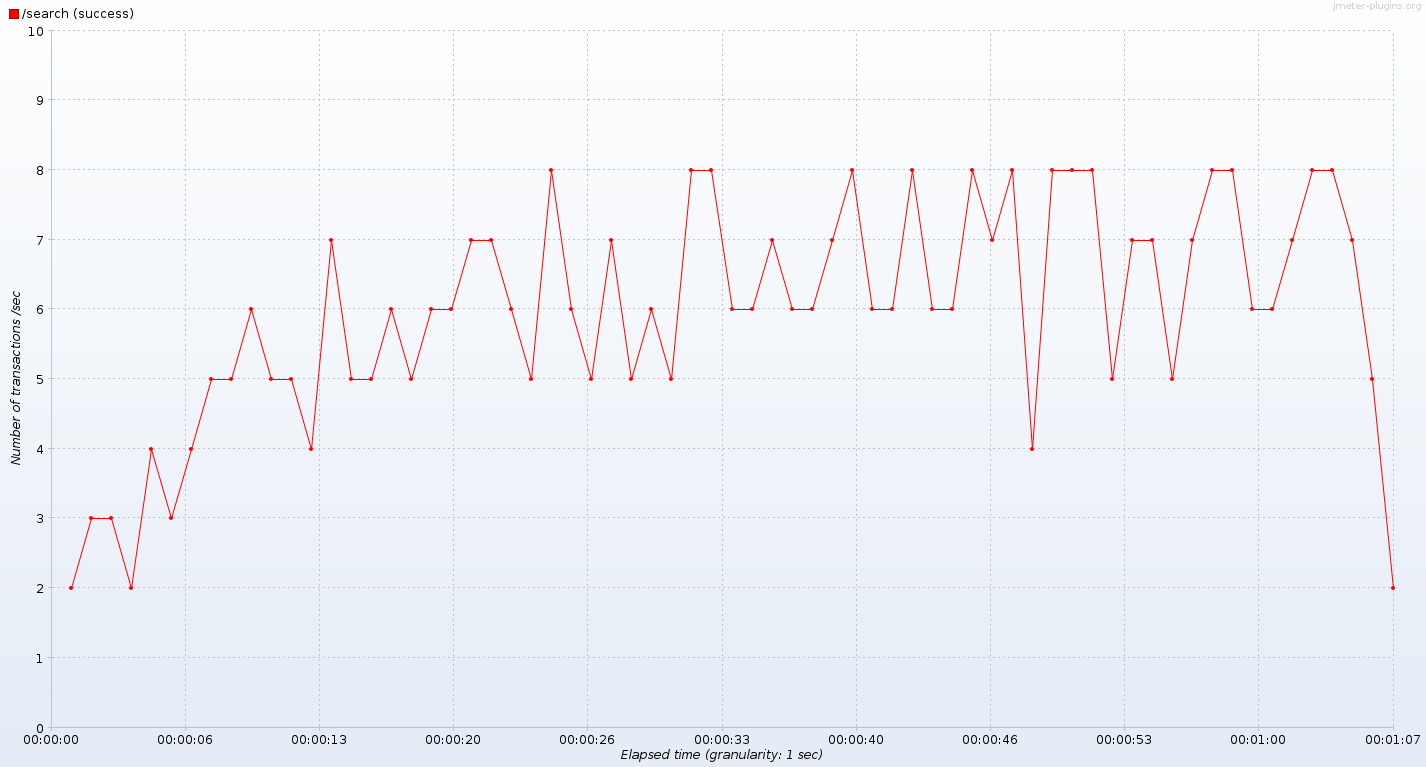 /search (success)
jmeter-plugins.org
10
9
8
7
6
5
4
3
2
1
0
Number of transactions /sec
00:00:00 00:00:06 00:00:13 00:00:20 00:00:26 00:00:33 00:00:40 00:00:46 00:00:53 00:01:00 00:01:07
Elapsed time (granularity: 1 sec)